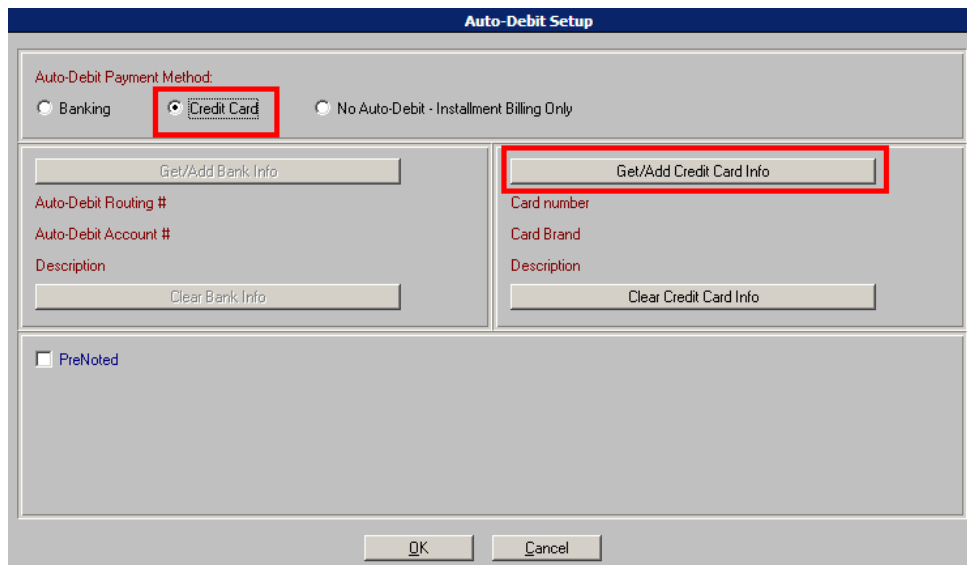 Auto-Debit Setup
Auto-Debit Payment Method:
Banking Credit Card No Auto-Debit - Installment Billing Only
Get/Add Bank Info
Auto-Debit Routing #
Auto-Debit Account #
Description
Clear Bank Info
Get/Add Credit Card Info
Card number
Card Brand
Description
Clear Credit Card Info
PreNoted
OK Cancel